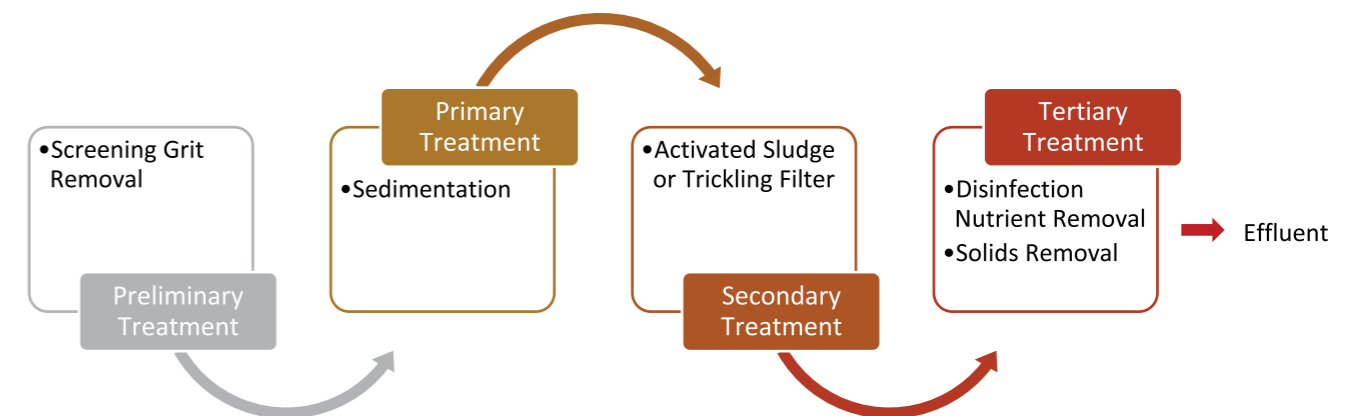 •Screening Grit
Removal
Preliminary
Treatment
Primary
Treatment
•Sedimentation
•Activated Sludge
or Trickling Filter
Secondary
Treatment
Tertiary
Treatment
•Disinfection
Nutrient Removal
•Solids Removal
Effluent